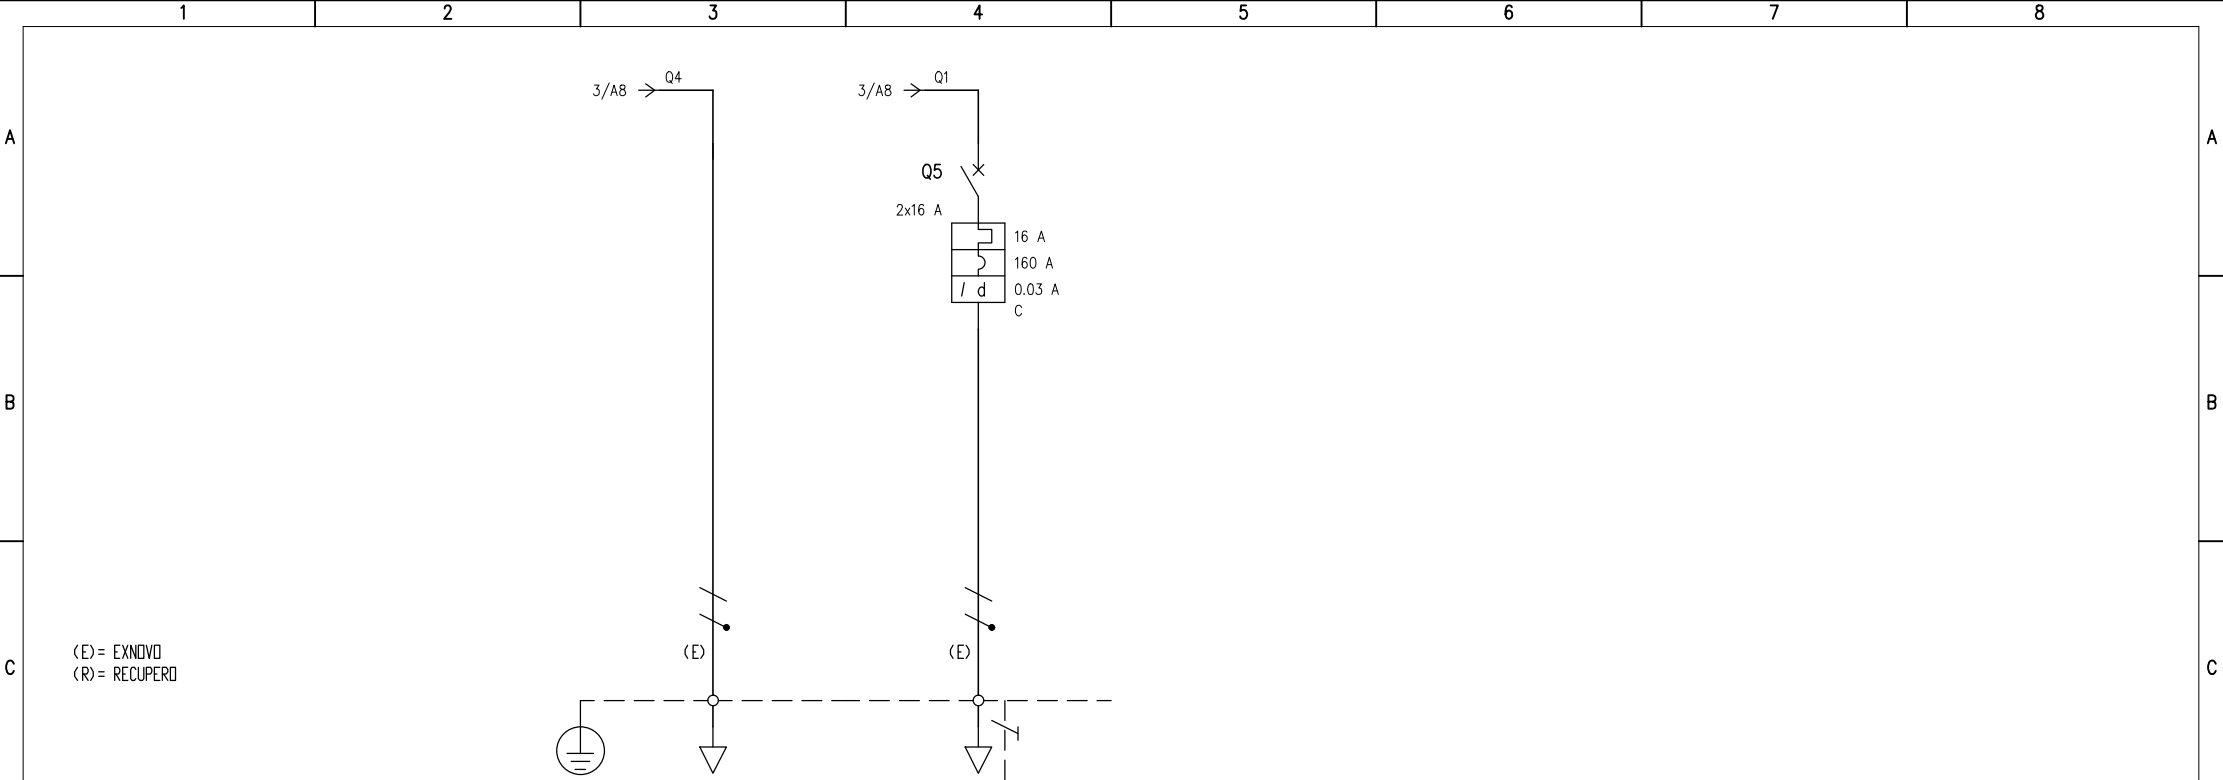 1 2 3 4 5 6 7 8
Q4 Q1
3/A8 3/A8
A A
Q5
2x16 A
16 A
160 A
I d 0.03 A
C
B B
(E)= EXNOVO (E) (E)
(R)= RECUPERO
C C